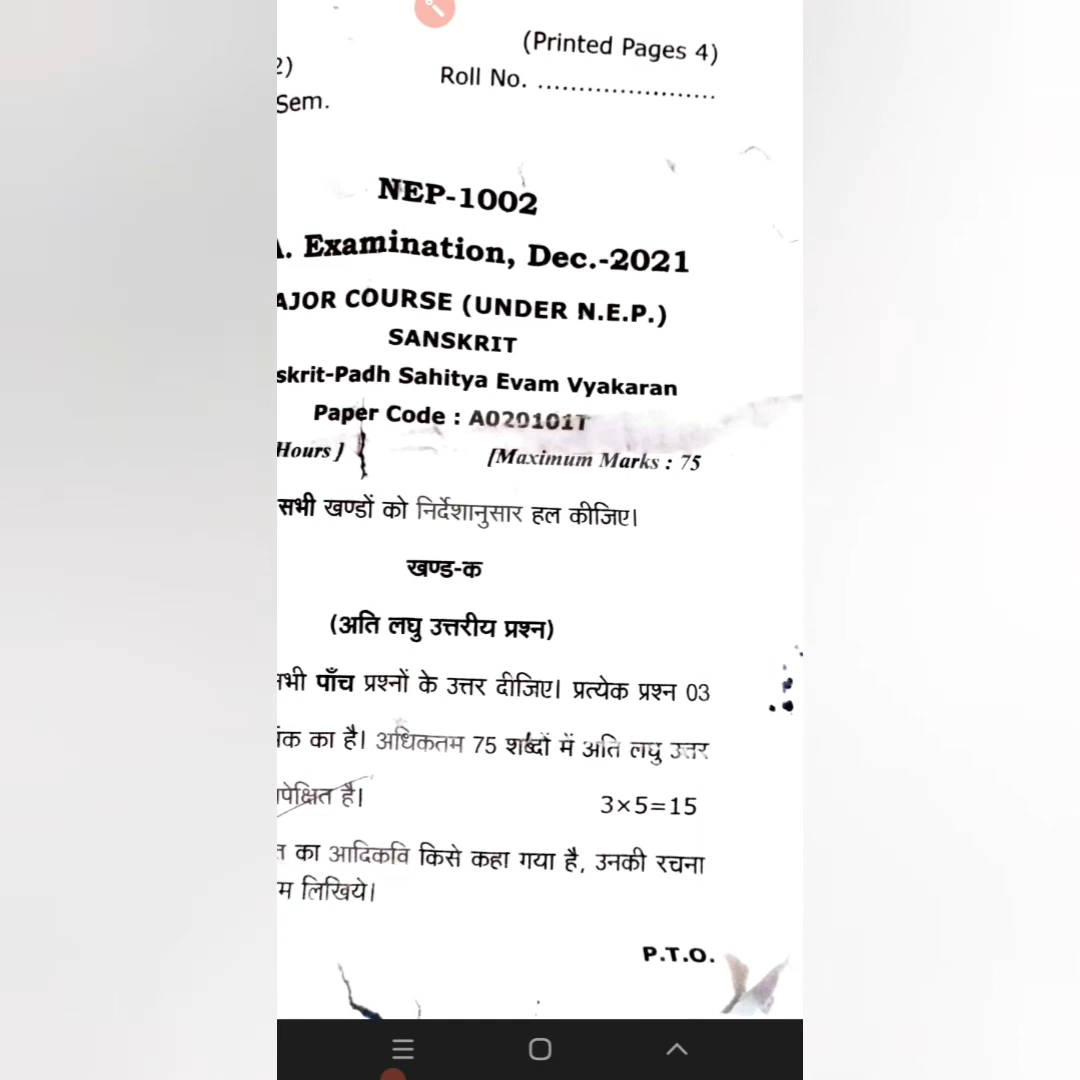 (Printed Pages 4)
2)
Roll No. ......................
Sem.
NEP-1002
. Examination, Dec.-2021
AJOR COURSE (UNDER N.E.P.)
SANSKRIT
skrit-Padh Sahitya Evam Vyakaran
Paper Code : A020101T
Hours ]
[Maximum Marks : 75
सभी खण्डों को निर्देशानुसार हल कीजिए।
खण्ड-क
(अति लघु उत्तरीय प्रश्न)
भी पाँच प्रश्नों के उत्तर दीजिए। प्रत्येक प्रश्न 03
ंक का है। अधिकतम 75 शब्दों में अति लघु उत्तर
पेक्षित है।
3×5=15
का आदिकवि किसे कहा गया है, उनकी रचना
म लिखिये।
P.T.O.